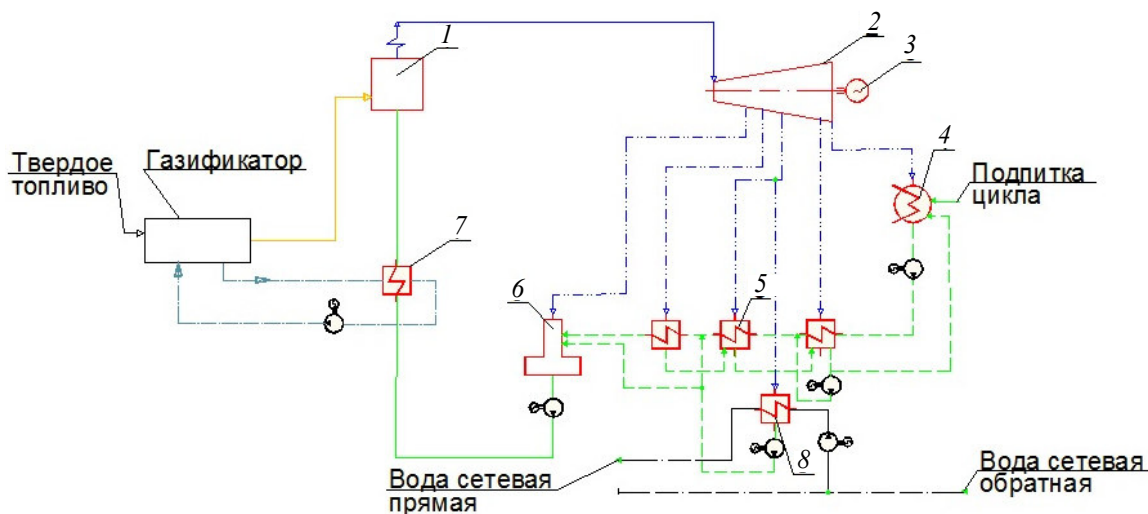 1
2
3
Твердое
топливо
Газификатор
4
Подпитка
цикла
7
6
5
8
Вода сетевая
прямая
Вода сетевая
обратная